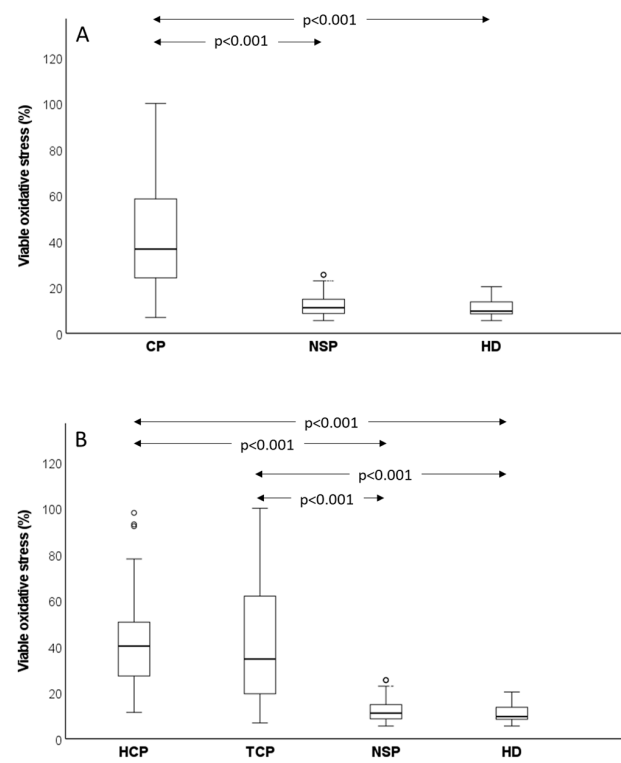 A
p<0.001
p<0.001
Viable oxidative stress (%)
120
100
80
60
40
20
0
CP NSP HD
B
p<0.001
p<0.001
p<0.001
p<0.001
Viable oxidative stress (%)
120
100
80
60
40
20
0
HCP TCP NSP HD